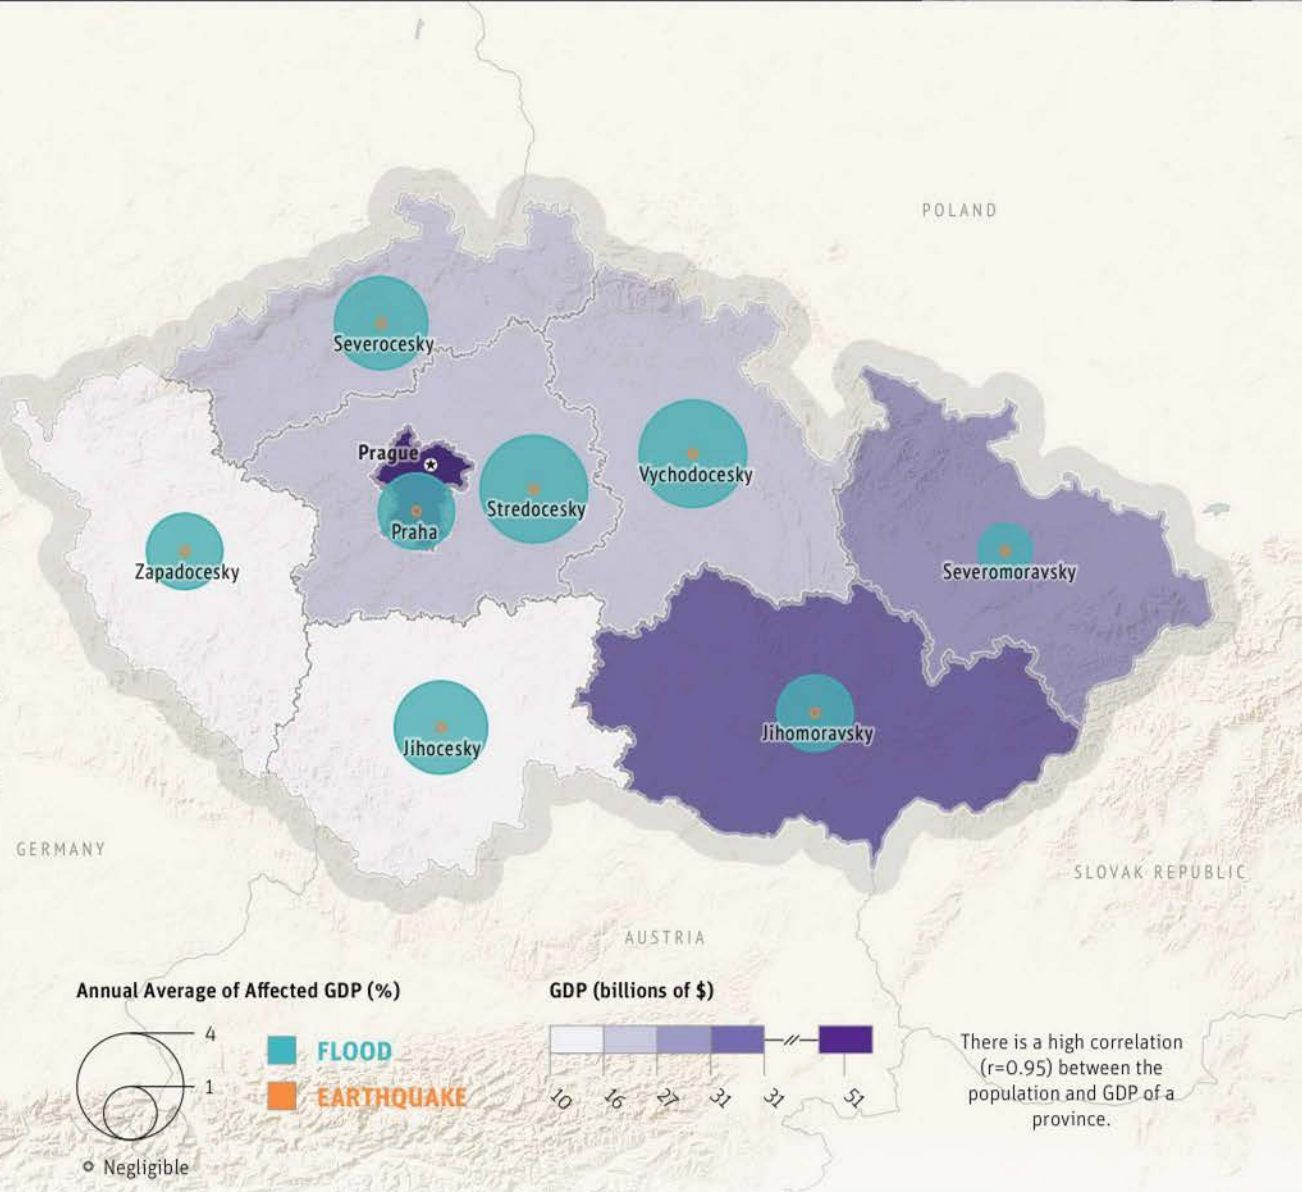 POLAND
Severocesky
Prague
Vychodocesky
Stredocesky
Praha
Zapadocesky
Severomoravsky
Jihocesky
Jihomoravsky
GERMANY
SLOVAK REPUBLIC
AUSTRIA
Annual Average of Affected GDP (%)
4
1
Negligible
FLOOD
EARTHQUAKE
GDP (billions of $)
10
16
27
31
31
51
There is a high correlation
(r=0.95) between the
population and GDP of a
province.